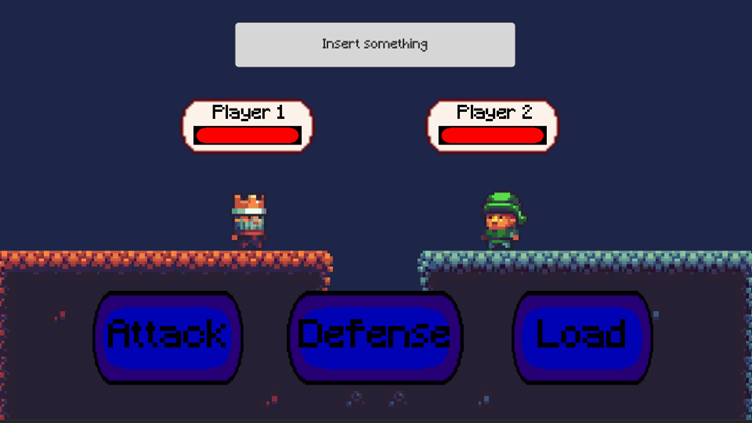 Insert something
Player 1
Player 2
Attack
Defense
Load